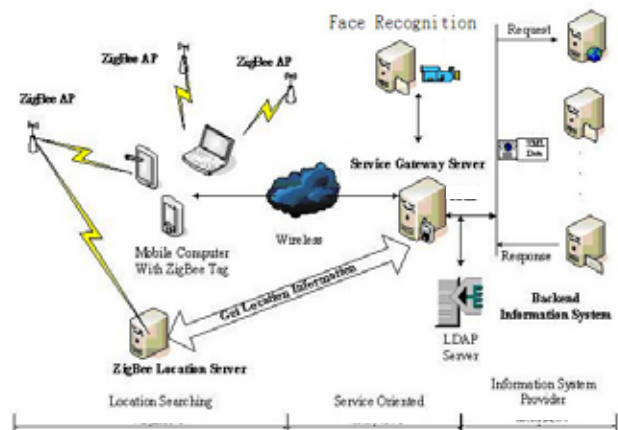 Face Recognition
ZigBee AP
ZigBee AP
ZigBee AP
Request
XML
Data
Service Gateway Server
Mobile Computer
With ZigBee Tag
Wireless
Get Location Information
Response
LDAP
Server
Backend
Information System
ZigBee Location Server
Location Searching
Service Oriented
Information System
Provider